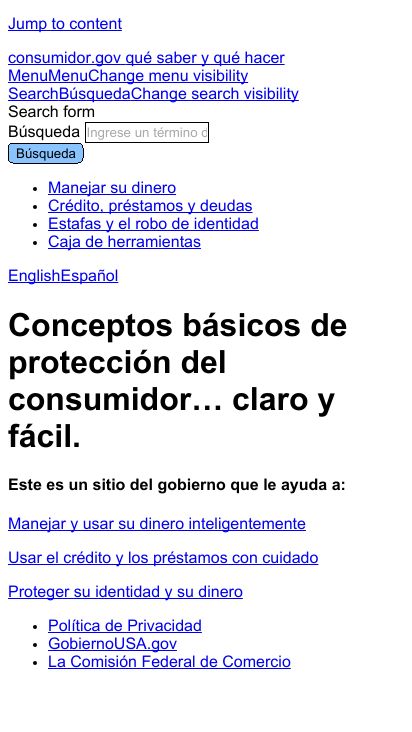 Jump to content
consumidor.gov qué saber y qué hacer
MenuMenuChange menu visibility
SearchBúsquedaChange search visibility
Search form
Búsqueda Ingrese un término d
Búsqueda
Manejar su dinero
Crédito, préstamos y deudas
Estafas y el robo de identidad
Caja de herramientas
EnglishEspañol
Conceptos básicos de
protección del
consumidor… claro y
fácil.
Este es un sitio del gobierno que le ayuda a:
Manejar y usar su dinero inteligentemente
Usar el crédito y los préstamos con cuidado
Proteger su identidad y su dinero
Política de Privacidad
GobiernoUSA.gov
La Comisión Federal de Comercio